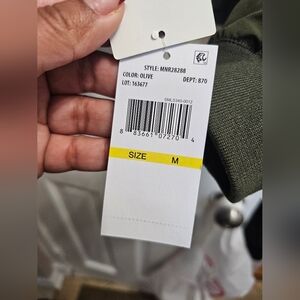 STYLE: MNR28288
COLOR: OLIVE DEPT: 870
LOT: 163677
8 83661 07270 4
SIZE M